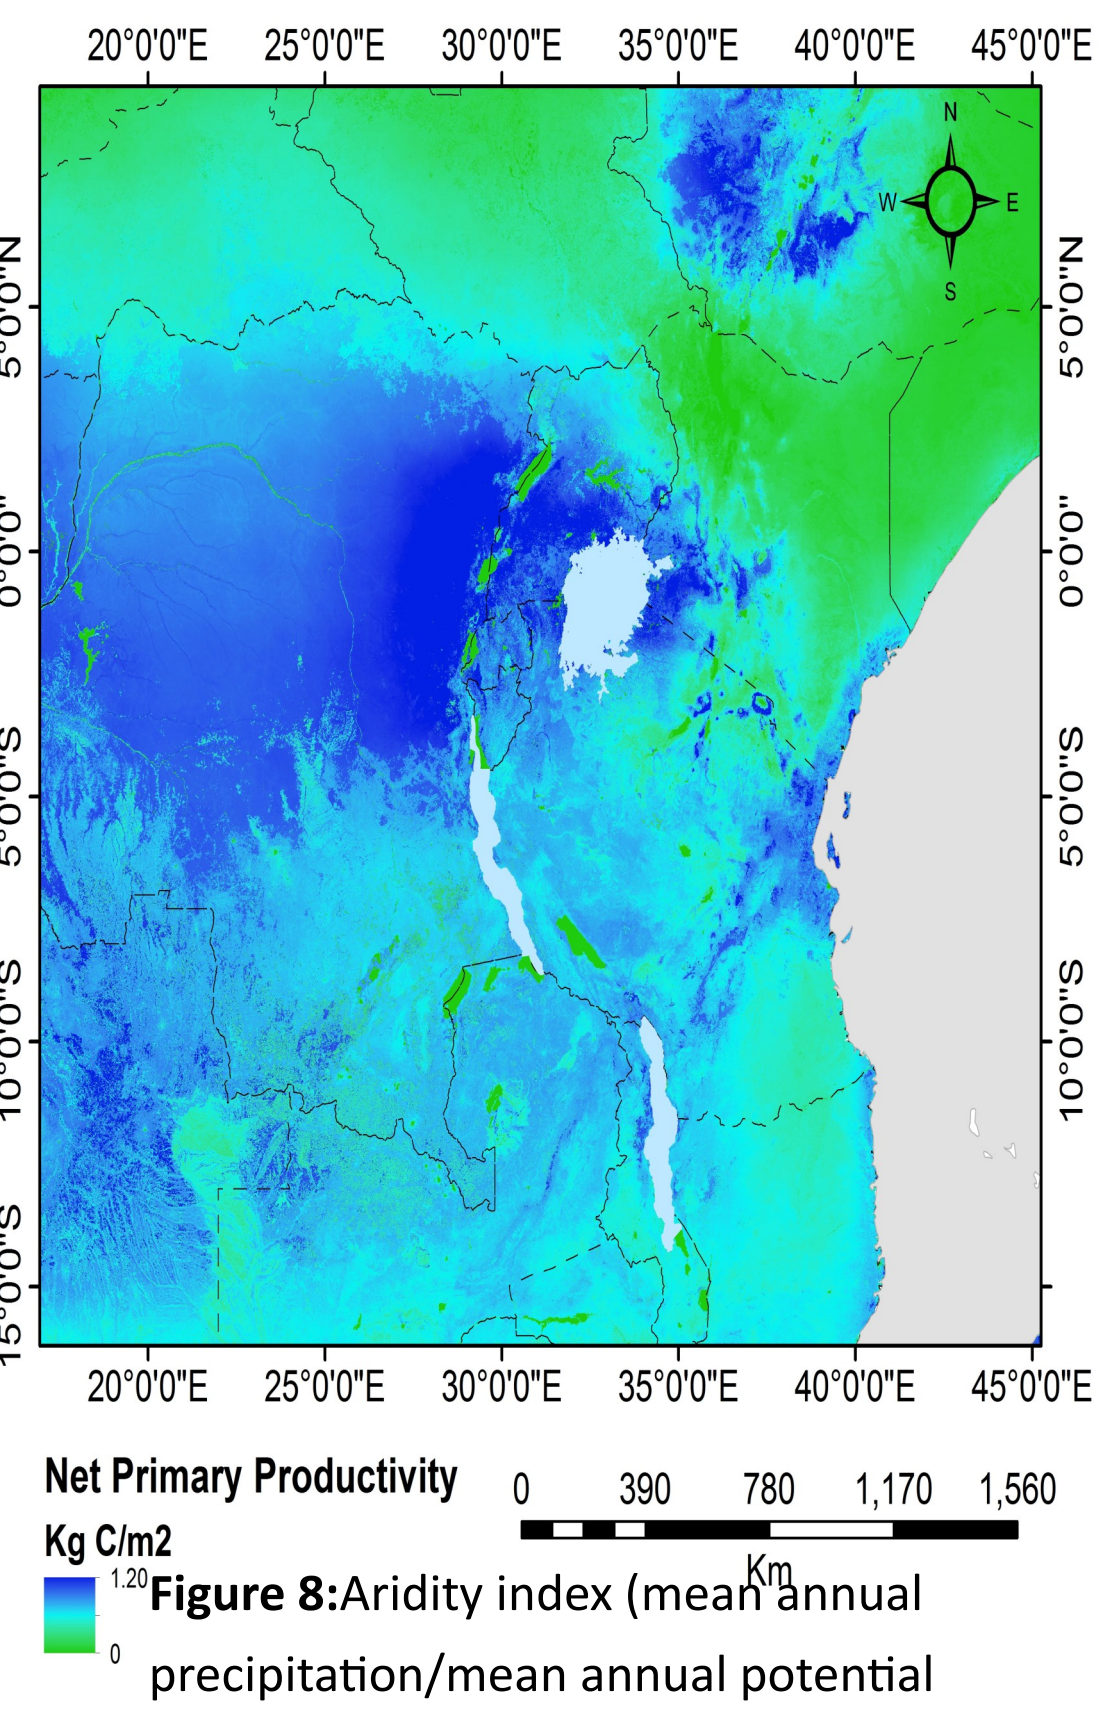 20°0'0"E 25°0'0"E 30°0'0"E 35°0'0"E 40°0'0"E 45°0'0"E
N
W E
S
5°0'0"N 5°0'0"N
0°0'0" 0°0'0"
5°0'0"S 5°0'0"S
10°0'0"S 10°0'0"S
15°0'0"S
20°0'0"E 25°0'0"E 30°0'0"E 35°0'0"E 40°0'0"E 45°0'0"E
Net Primary Productivity
0 390 780 1,170 1,560
Km
Kg C/m2
1.20
0
Figure 8:Aridity index (mean annual
precipitation/mean annual potential